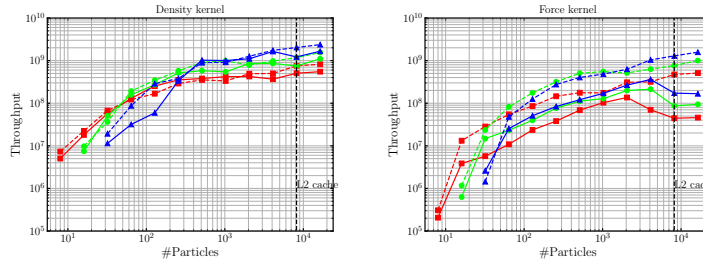 Density kernel
Throughput
10^10
10^9
10^8
10^7
10^6
10^5
L2 cache
10^1
10^2
10^3
10^4
#Particles
Force kernel
Throughput
10^10
10^9
10^8
10^7
10^6
10^5
L2 cac
10^1
10^2
10^3
10^4
#Particles